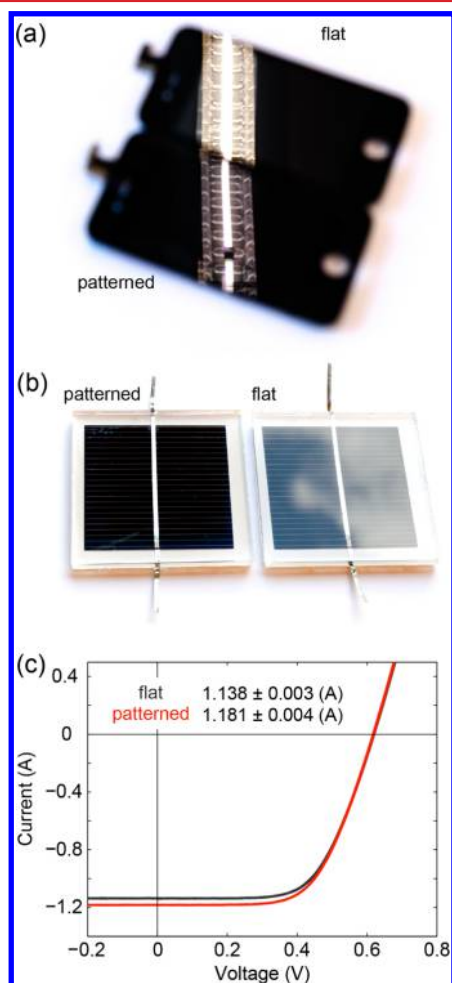 (a)
flat
patterned
(b)
patterned flat
(c)
0.4
flat 1.138 ± 0.003 (A)
patterned 1.181 ± 0.004 (A)
0
−0.4
−0.8
−1.2
Current (A)
−0.2 0 0.2 0.4 0.6 0.8
Voltage (V)